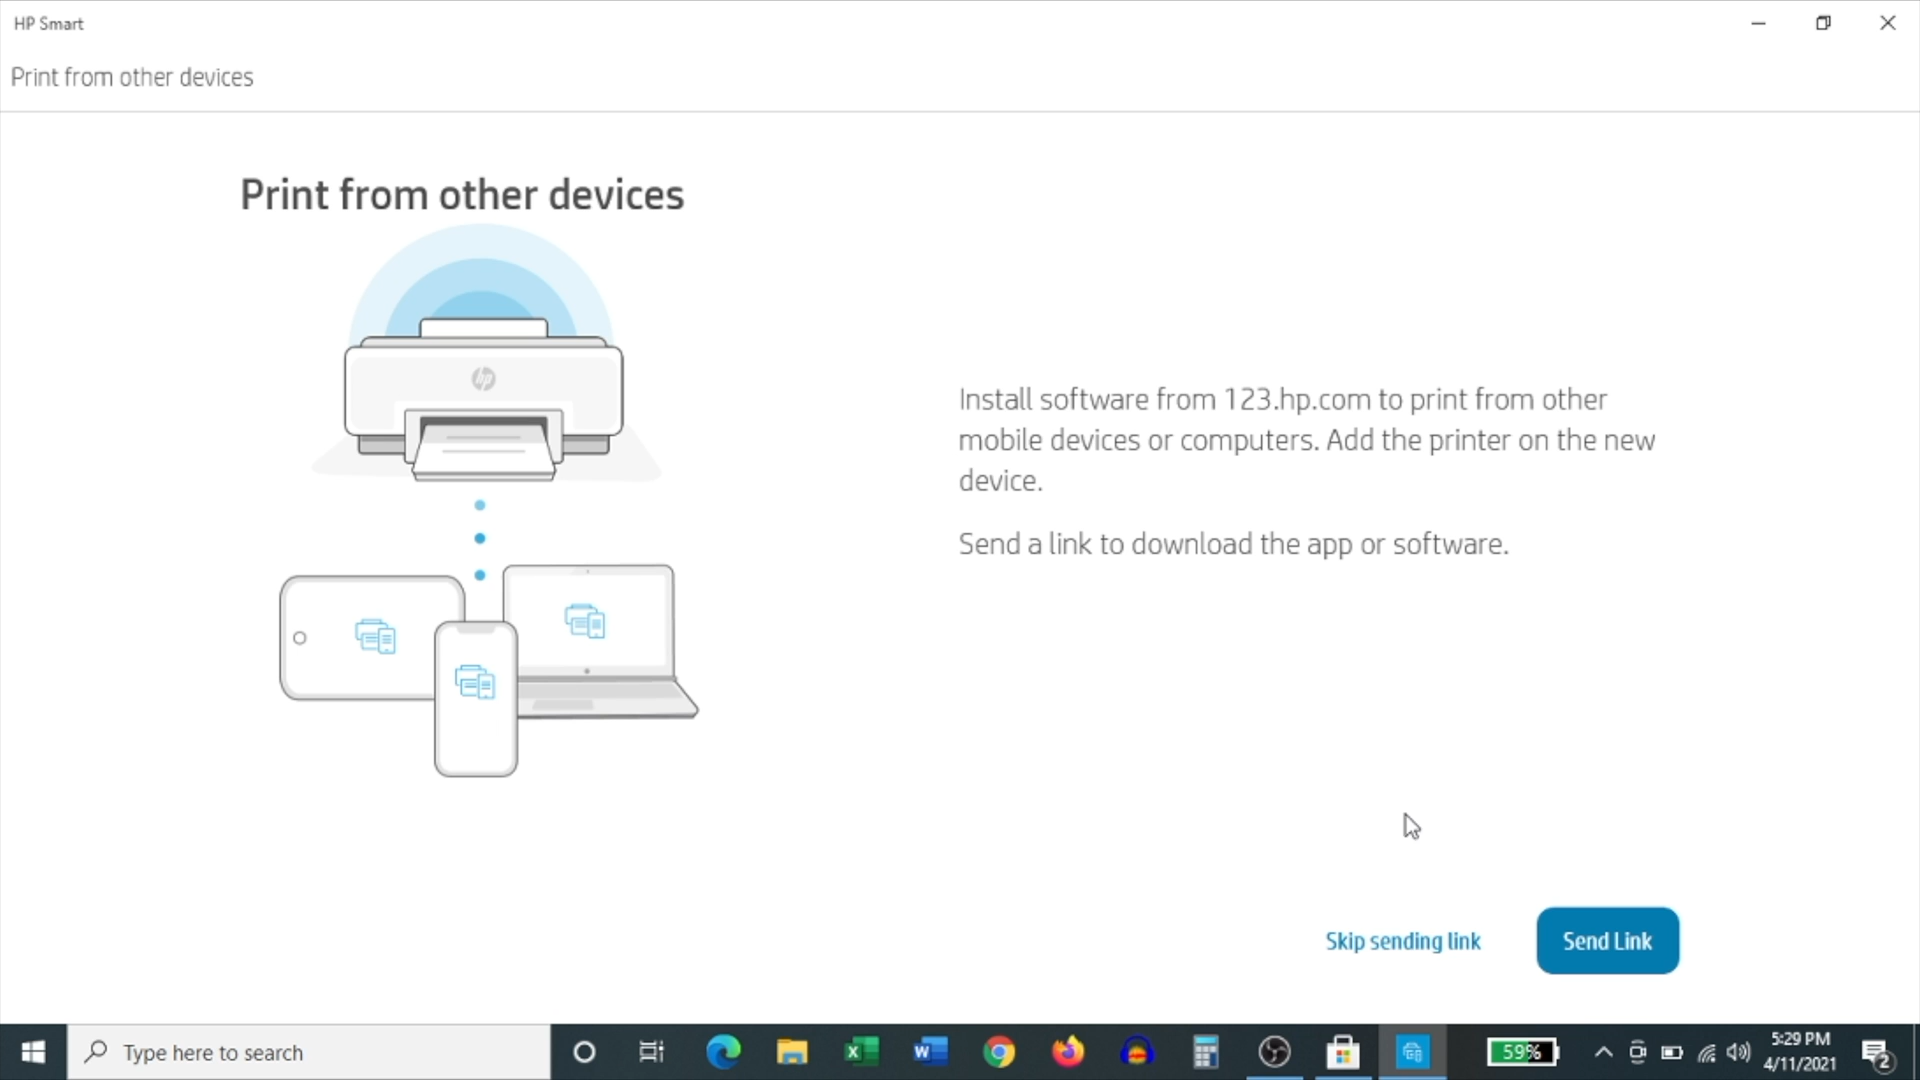 HP Smart
Print from other devices
Print from other devices
hp
Install software from 123.hp.com to print from other
mobile devices or computers. Add the printer on the new
device.
Send a link to download the app or software.
Skip sending link
Send Link
Type here to search
59%
5:29 PM
4/11/2021
2